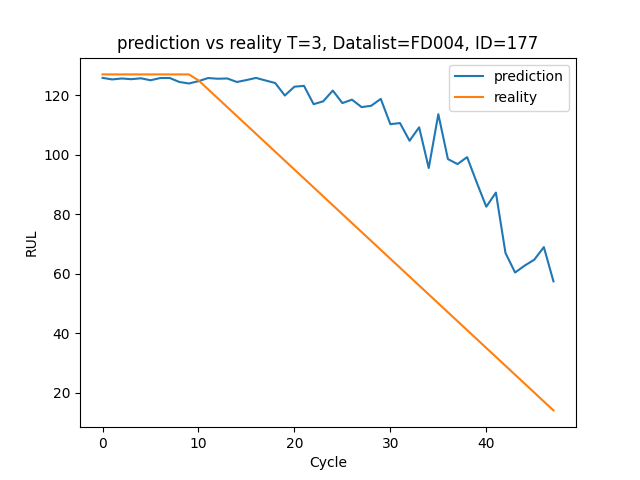 prediction vs reality T=3, Datalist=FD004, ID=177
prediction
reality
RUL
120
100
80
60
40
20
0 10 20 30 40
Cycle